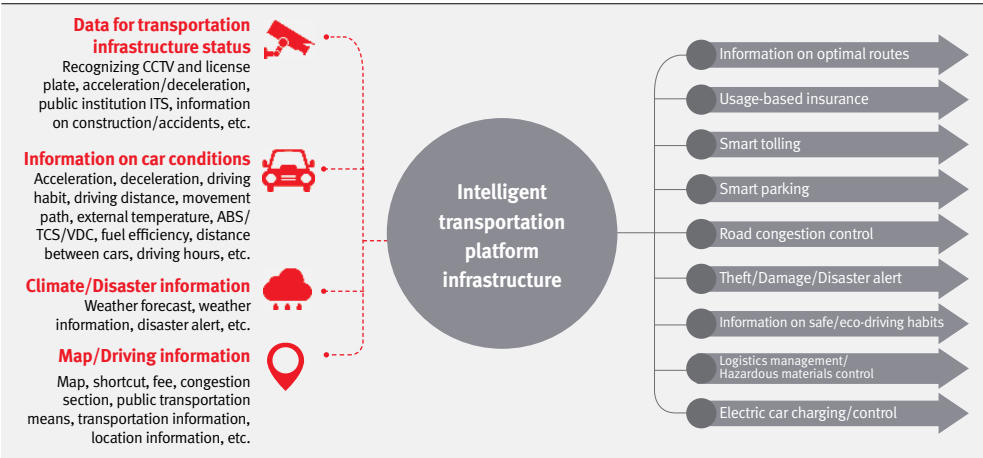 Data for transportation
infrastructure status
Recognizing CCTV and license
plate, acceleration/deceleration,
public institution ITS, information
on construction/accidents, etc.
Information on car conditions
Acceleration, deceleration, driving
habit, driving distance, movement
path, external temperature, ABS/
TCS/VDC, fuel efficiency, distance
between cars, driving hours, etc.
Climate/Disaster information
Weather forecast, weather
information, disaster alert, etc.
Map/Driving information
Map, shortcut, fee, congestion
section, public transportation
means, transportation information,
location information, etc.
Intelligent
transportation
platform
infrastructure
Information on optimal routes
Usage-based insurance
Smart tolling
Smart parking
Road congestion control
Theft/Damage/Disaster alert
Information on safe/eco-driving habits
Logistics management/
Hazardous materials control
Electric car charging/control